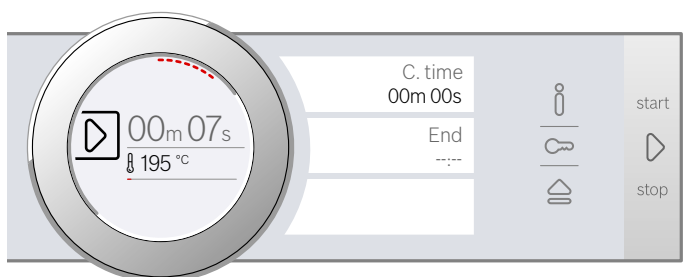 00m 07s
195 °C
C. time
00m 00s
End
--:--
start
stop